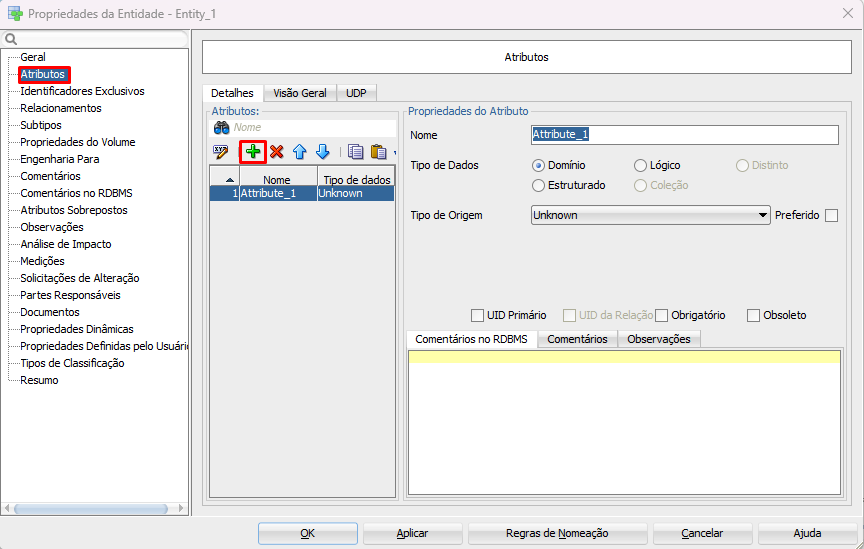 Propriedades da Entidade - Entity_1
Geral
Atributos
Identificadores Exclusivos
Relacionamentos
Subtipos
Propriedades do Volume
Engenharia Para
Comentários
Comentários no RDBMS
Atributos Sobrepostos
Observações
Análise de Impacto
Medições
Solicitações de Alteração
Partes Responsáveis
Documentos
Propriedades Dinâmicas
Propriedades Definidas pelo Usuári
Tipos de Classificação
Resumo
Atributos
Detalhes Visão Geral UDP
Atributos:
Nome
XYZ
Nome Tipo de dados
1 Attribute_1 Unknown
Propriedades do Atributo
Nome Attribute_1
Tipo de Dados Domínio Lógico Distinto
Estruturado Coleção
Tipo de Origem Unknown Preferido
UID Primário UID da Relação Obrigatório Obsoleto
Comentários no RDBMS Comentários Observações
OK Aplicar Regras de Nomeação Cancelar Ajuda